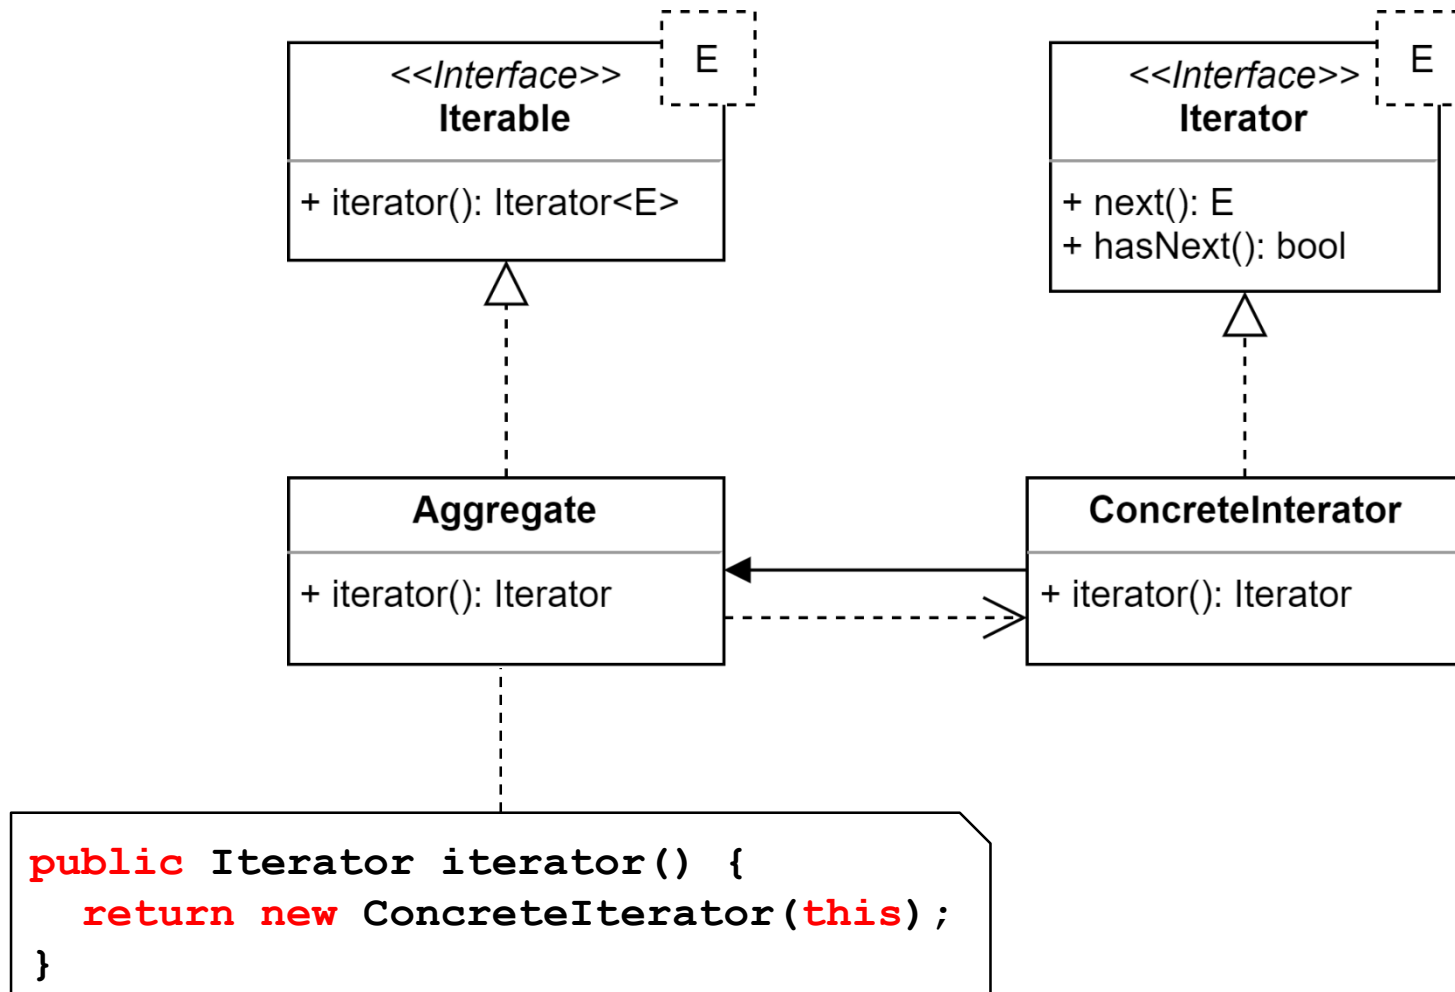 <<Interface>>
Iterable
E
+ iterator(): Iterator<E>
<<Interface>>
Iterator
E
+ next(): E
+ hasNext(): bool
Aggregate
+ iterator(): Iterator
ConcreteInterator
+ iterator(): Iterator
public Iterator iterator() {
return new ConcreteIterator(this);
}